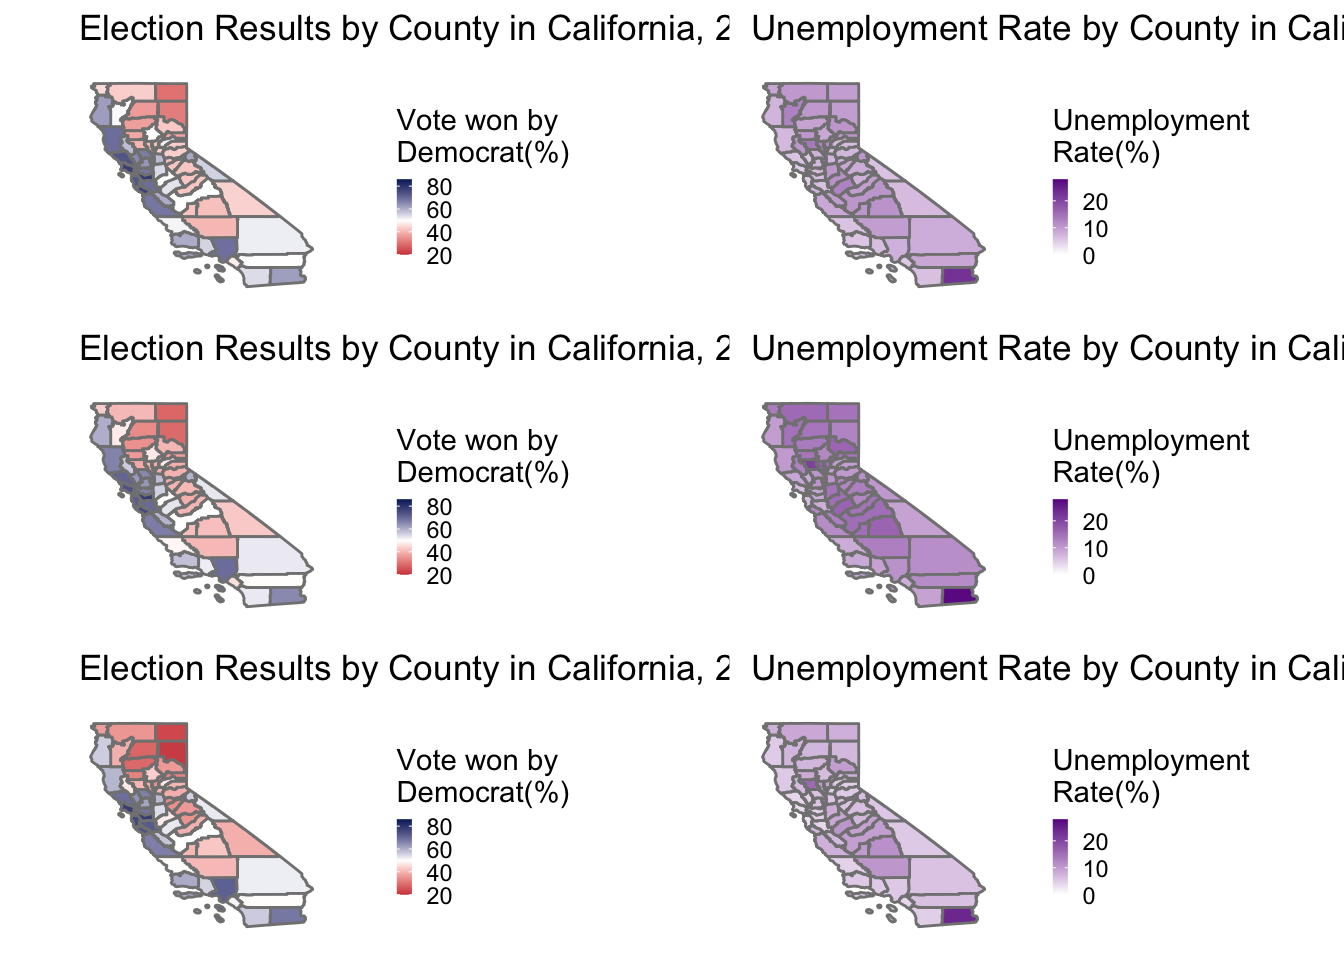 Election Results by County in California, 2
Unemployment Rate by County in Cali
Vote won by
Democrat(%)
80
60
40
20
Unemployment
Rate(%)
20
10
0
Election Results by County in California, 2
Unemployment Rate by County in Cali
Vote won by
Democrat(%)
80
60
40
20
Unemployment
Rate(%)
20
10
0
Election Results by County in California, 2
Unemployment Rate by County in Cali
Vote won by
Democrat(%)
80
60
40
20
Unemployment
Rate(%)
20
10
0